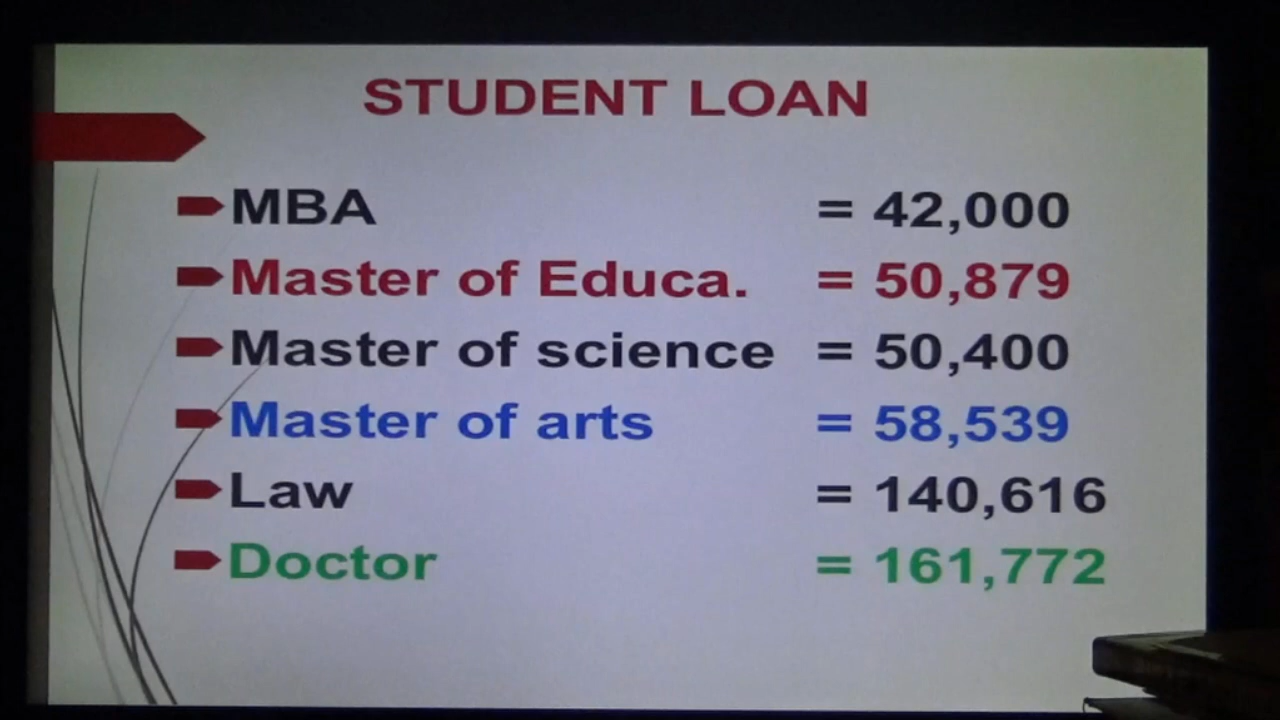 STUDENT LOAN
MBA = 42,000
Master of Educa. = 50,879
Master of science = 50,400
Master of arts = 58,539
Law = 140,616
Doctor = 161,772